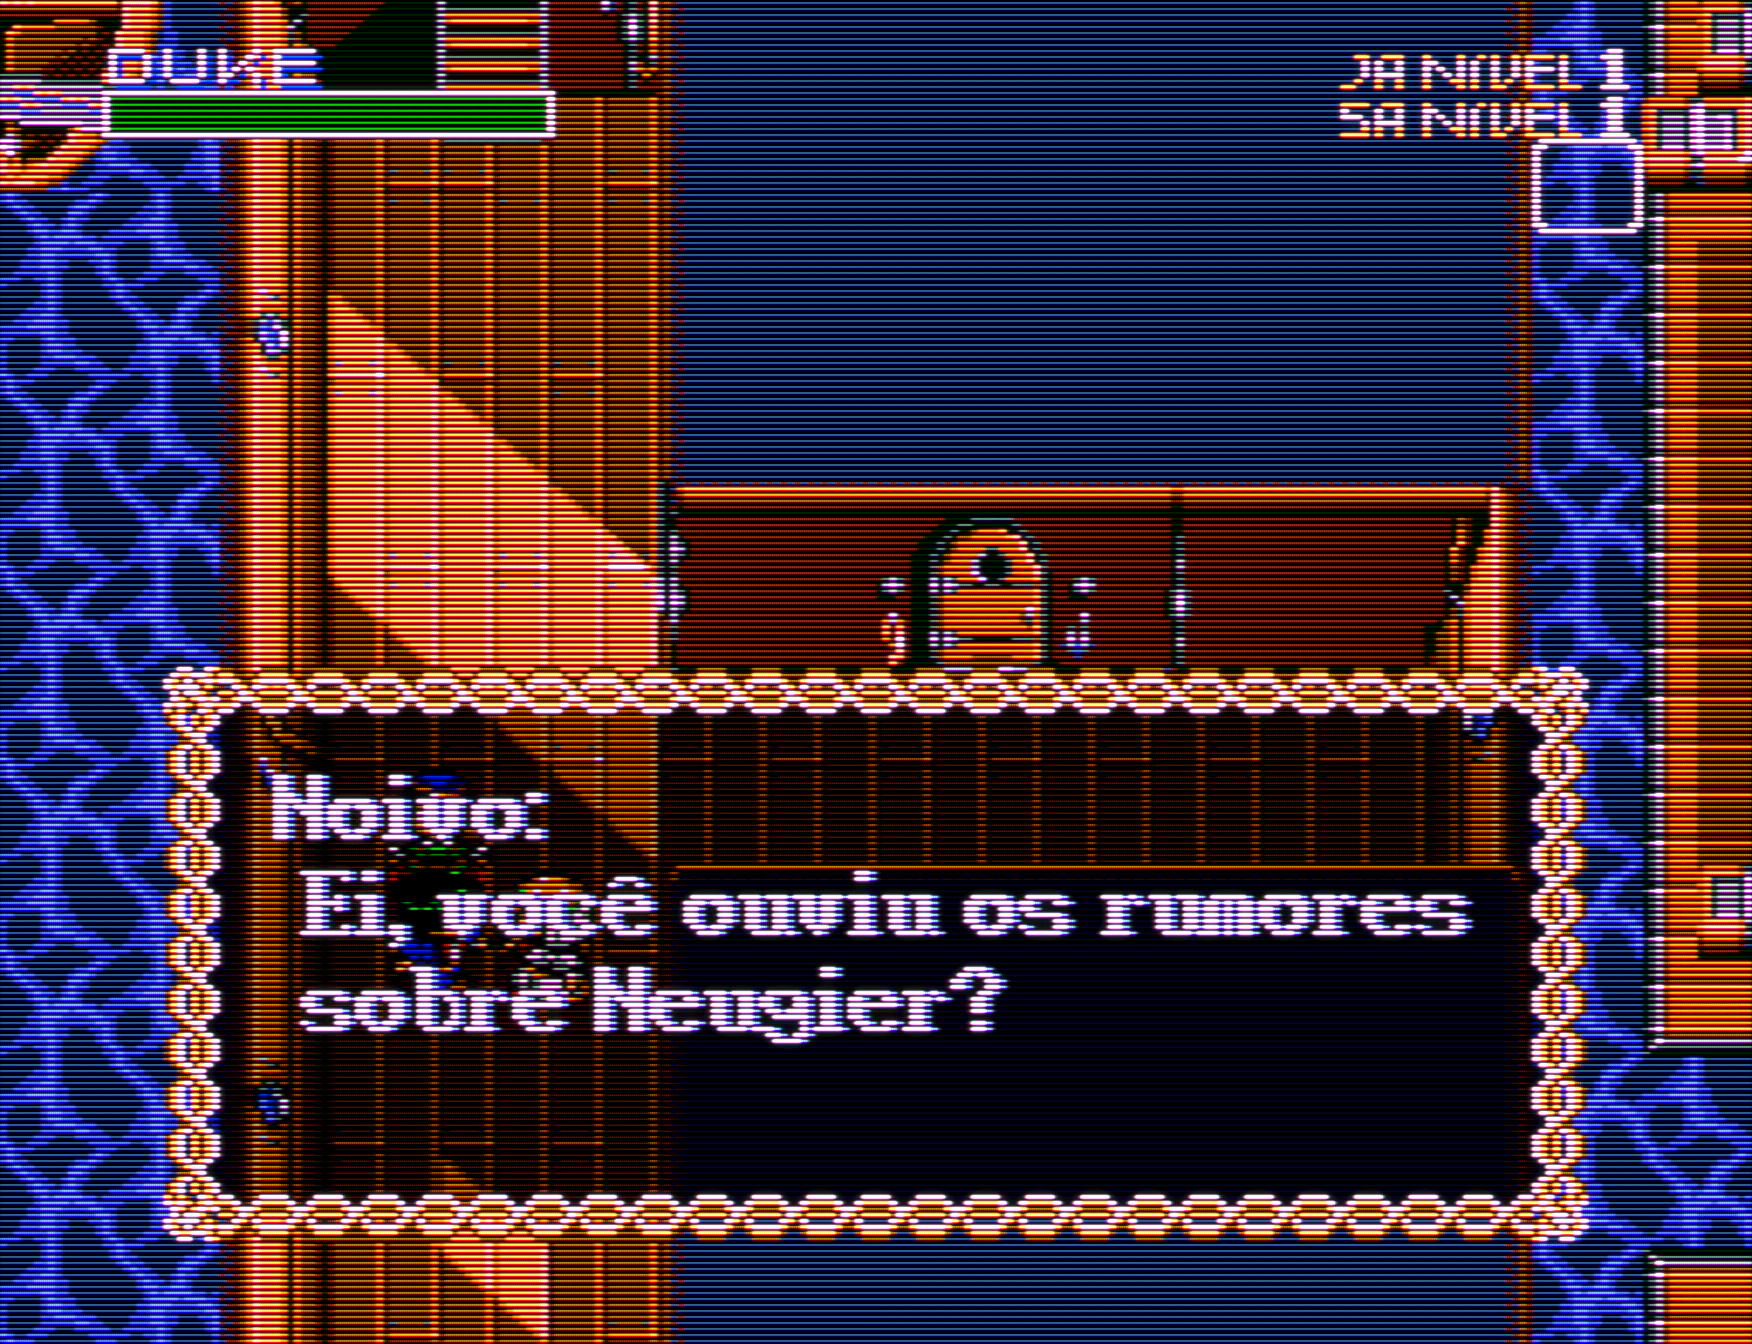 DUKE
JA NIVEL 1
SA NIVEL 1
Noivo:
Ei, você ouviu os rumores
sobre Neugier?